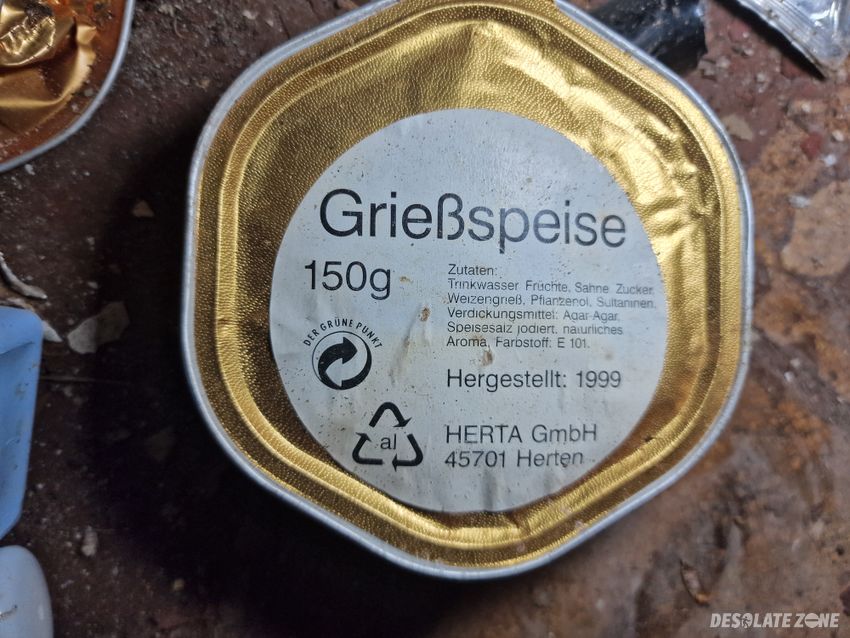 Grießspeise
150g
Zutaten:
Trinkwasser Früchte, Sahne Zucker,
Weizengrieß, Pflanzenöl, Sultaninen,
Verdickungsmittel: Agar-Agar,
Speisesalz jodiert, natürliches
Aroma, Farbstoff: E 101.
DER GRÜNE PUNKT
Hergestellt: 1999
al
HERTA GmbH
45701 Herten
DESOLATE ZONE